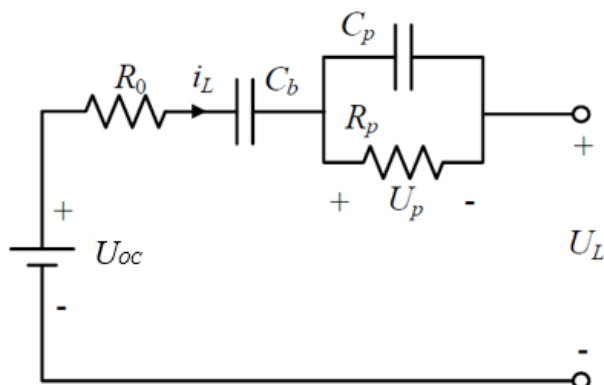 C_p
R_0 i_L C_b
R_p
+ U_p -
+
U_oc
-
+
U_L
-